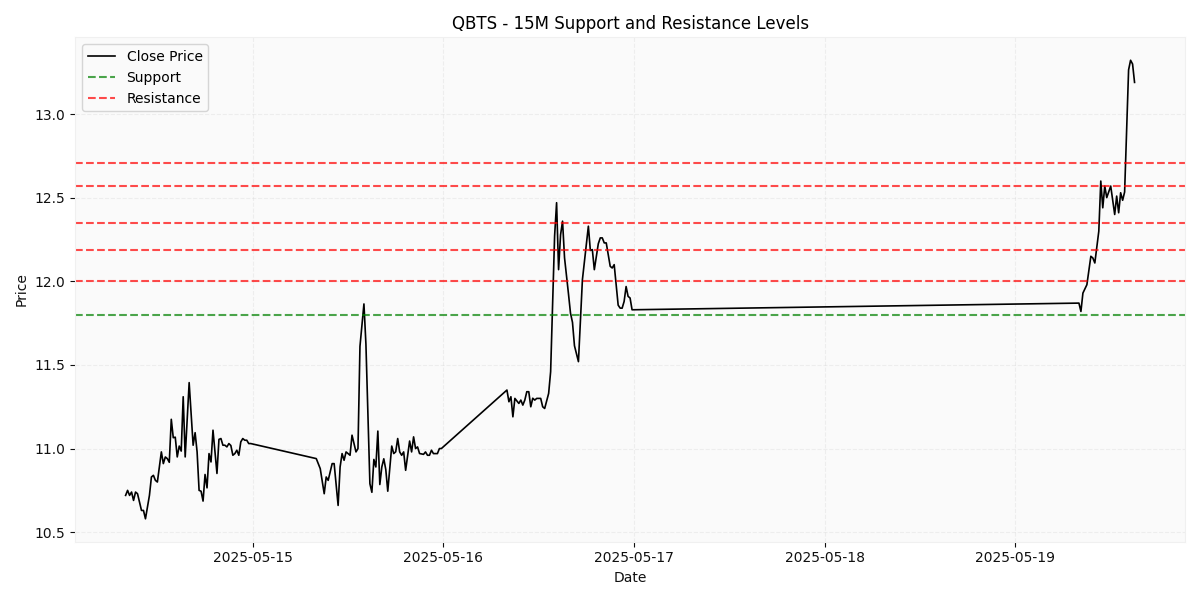 QBTS - 15M Support and Resistance Levels
Close Price
Support
Resistance
Price
13.0
12.5
12.0
11.5
11.0
10.5
2025-05-15
2025-05-16
2025-05-17
2025-05-18
2025-05-19
Date